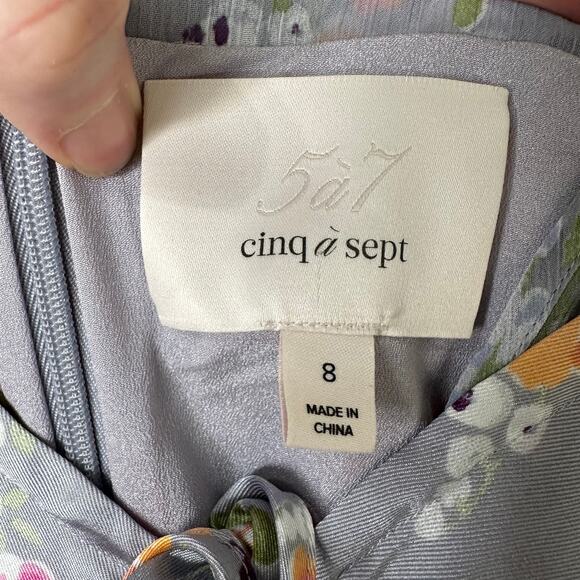 5à7
cinq à sept
8
MADE IN
CHINA